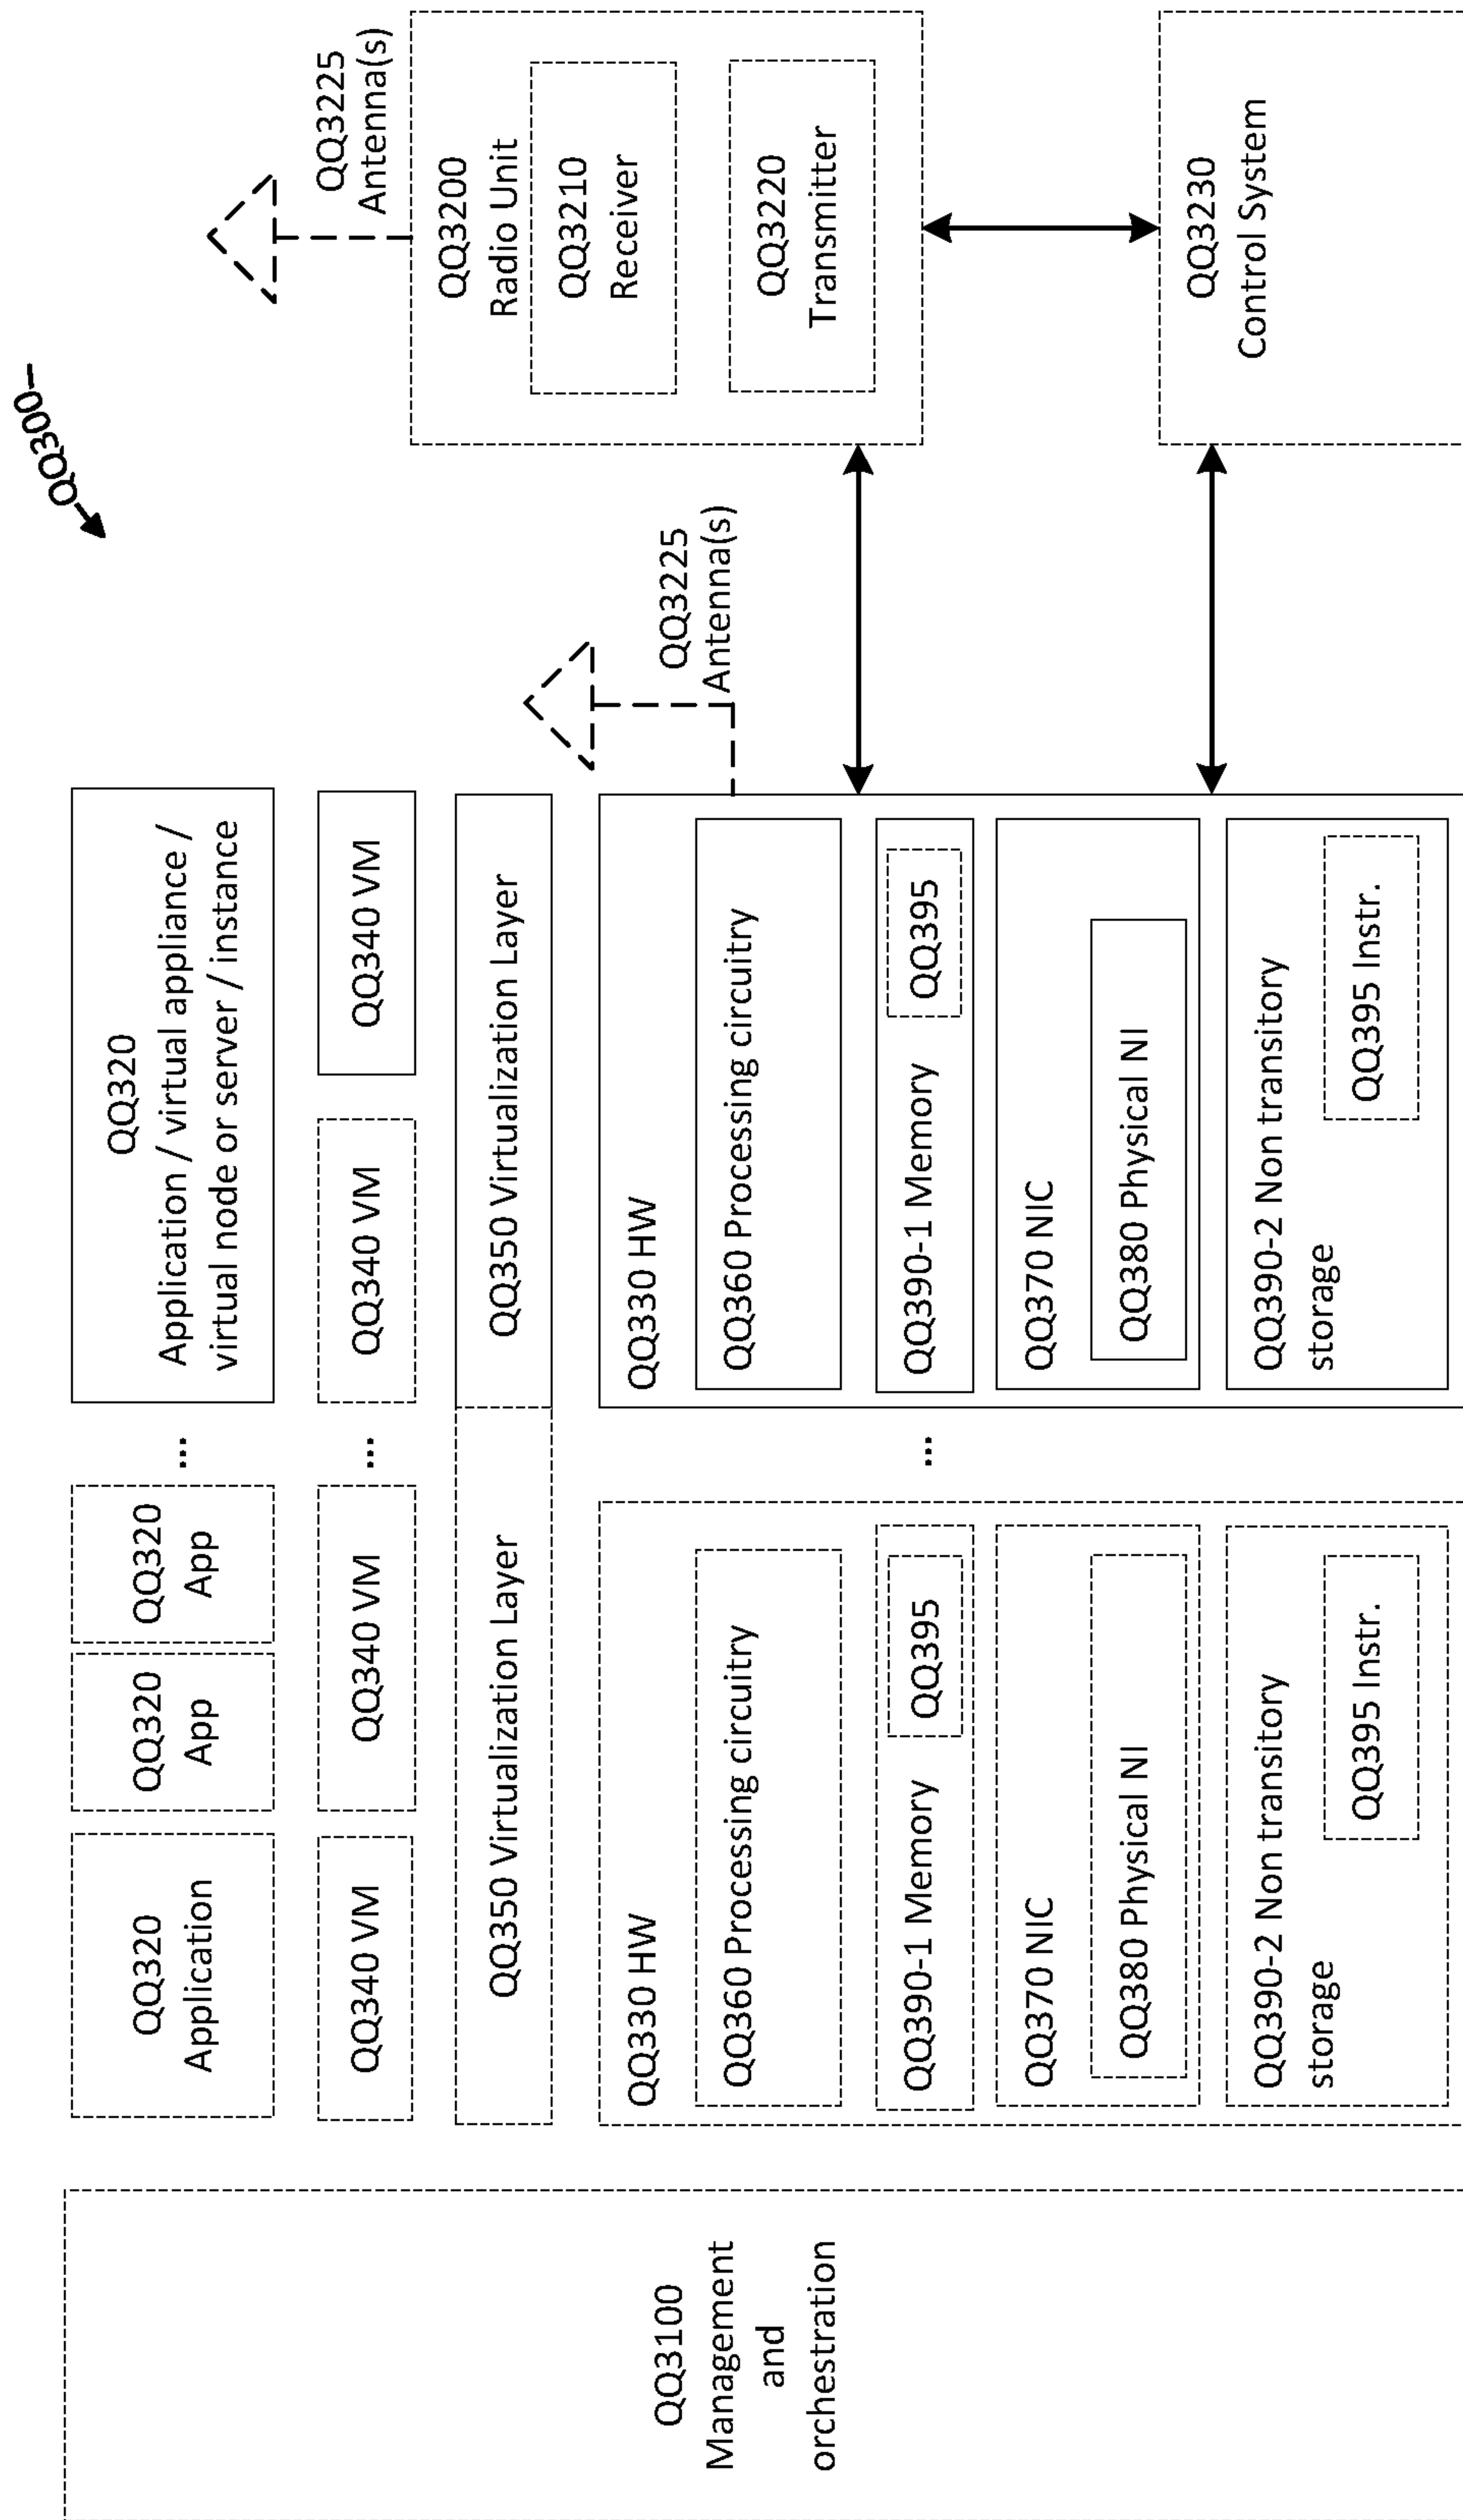 QQ300
QQ3100
Management
and
orchestration
QQ320
Application
QQ320
App
QQ320
App
...
QQ320
Application / virtual appliance /
virtual node or server / instance
QQ340 VM
QQ340 VM
...
QQ340 VM
QQ340 VM
QQ350 Virtualization Layer
QQ350 Virtualization Layer
QQ330 HW
QQ360 Processing circuitry
QQ390-1 Memory
QQ395
QQ370 NIC
QQ380 Physical NI
QQ390-2 Non transitory
storage
QQ395 Instr.
...
QQ330 HW
QQ360 Processing circuitry
QQ390-1 Memory
QQ395
QQ370 NIC
QQ380 Physical NI
QQ390-2 Non transitory
storage
QQ395 Instr.
QQ3225
Antenna(s)
QQ3225
Antenna(s)
QQ3200
Radio Unit
QQ3210
Receiver
QQ3220
Transmitter
QQ3230
Control System